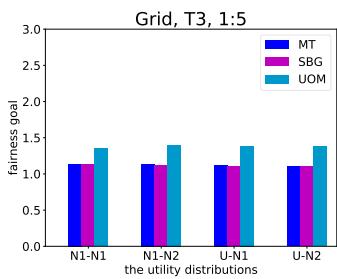 Grid, T3, 1:5
3.0
2.5
2.0
1.5
1.0
0.5
0.0
fairness goal
MT
SBG
UOM
N1-N1 N1-N2 U-N1 U-N2
the utility distributions